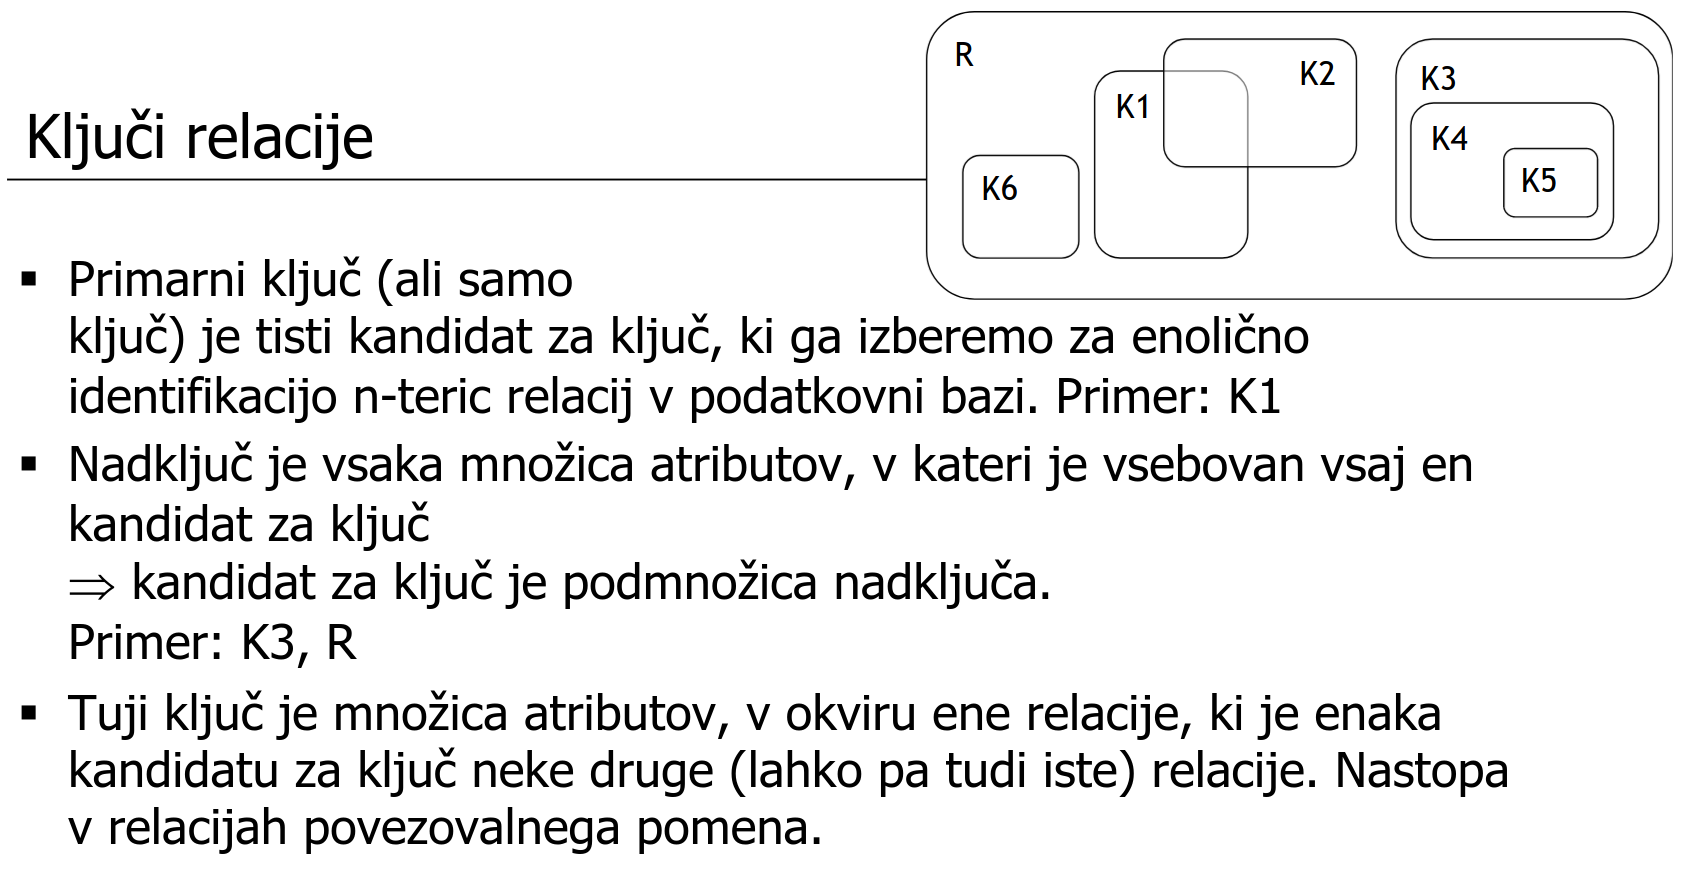 Ključi relacije
R
K1
K2
K3
K4
K5
K6
▪ Primarni ključ (ali samo
ključ) je tisti kandidat za ključ, ki ga izberemo za enolično
identifikacijo n-teric relacij v podatkovni bazi. Primer: K1
▪ Nadključ je vsaka množica atributov, v kateri je vsebovan vsaj en
kandidat za ključ
⇒ kandidat za ključ je podmnožica nadključa.
Primer: K3, R
▪ Tuji ključ je množica atributov, v okviru ene relacije, ki je enaka
kandidatu za ključ neke druge (lahko pa tudi iste) relacije. Nastopa
v relacijah povezovalnega pomena.